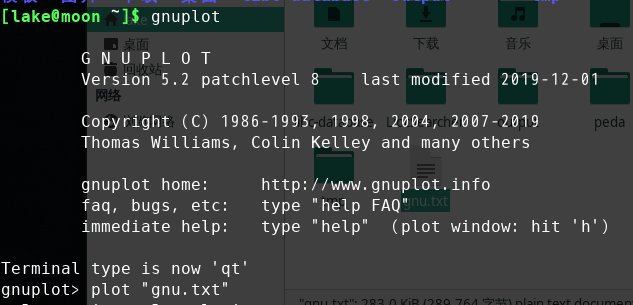 [lake@moon ~]$ gnuplot
G N U P L O T
Version 5.2 patchlevel 8    last modified 2019-12-01
Copyright (C) 1986-1993, 1998, 2004, 2007-2019
Thomas Williams, Colin Kelley and many others
gnuplot home:     http://www.gnuplot.info
faq, bugs, etc:   type "help FAQ"
immediate help:   type "help"  (plot window: hit 'h')
Terminal type is now 'qt'
gnuplot> plot "gnu.txt"
桌面
回收站
网络
文档
下载
音乐
桌面
peda
gnu.txt
"gnu.txt": 283.0 KiB (289,764 字节) plain text docume